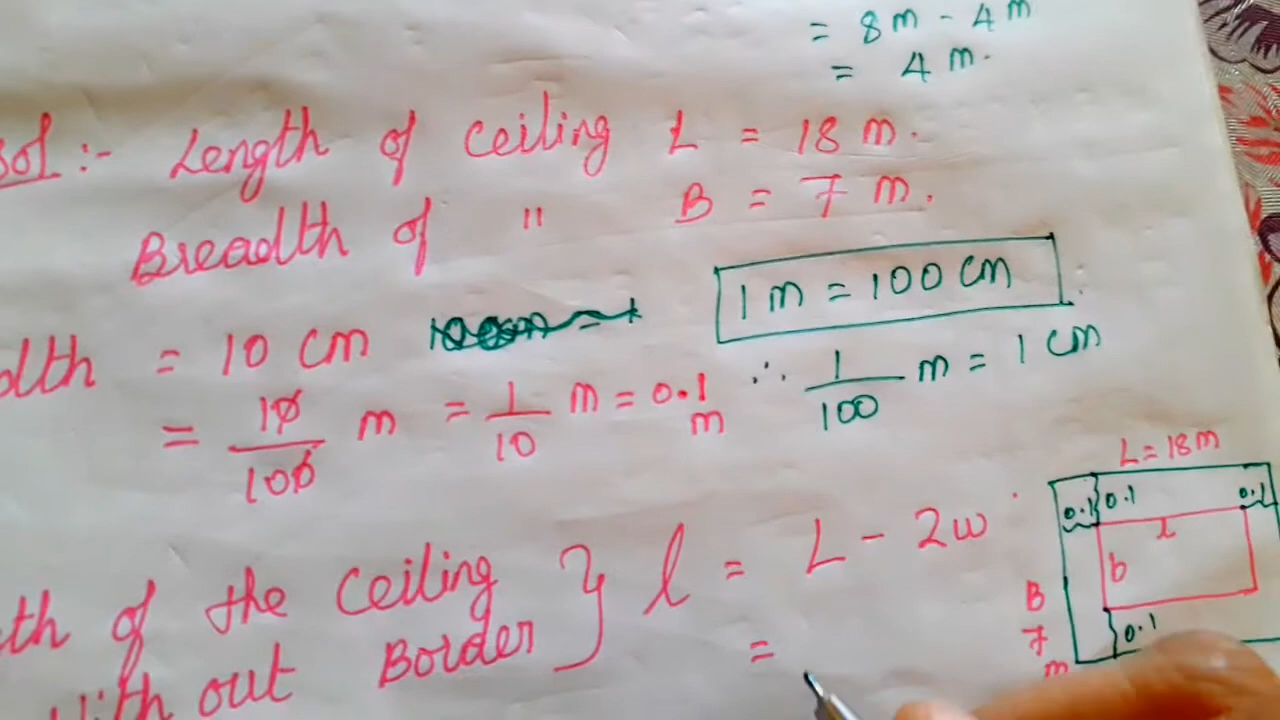 = 8m - 4m
= 4 m.
Sol :- Length of ceiling L = 18 m.
Breadth of " B = 7 m.
1 m = 100 cm
dth = 10 cm
∴ 1/100 m = 1 cm
= 10/100 m = 1/10 m = 0.1 m
L = 18m
0.1 0.1 0.1
l
b
B
7
m
0.1
th of the ceiling
with out Border } l = L - 2w
=